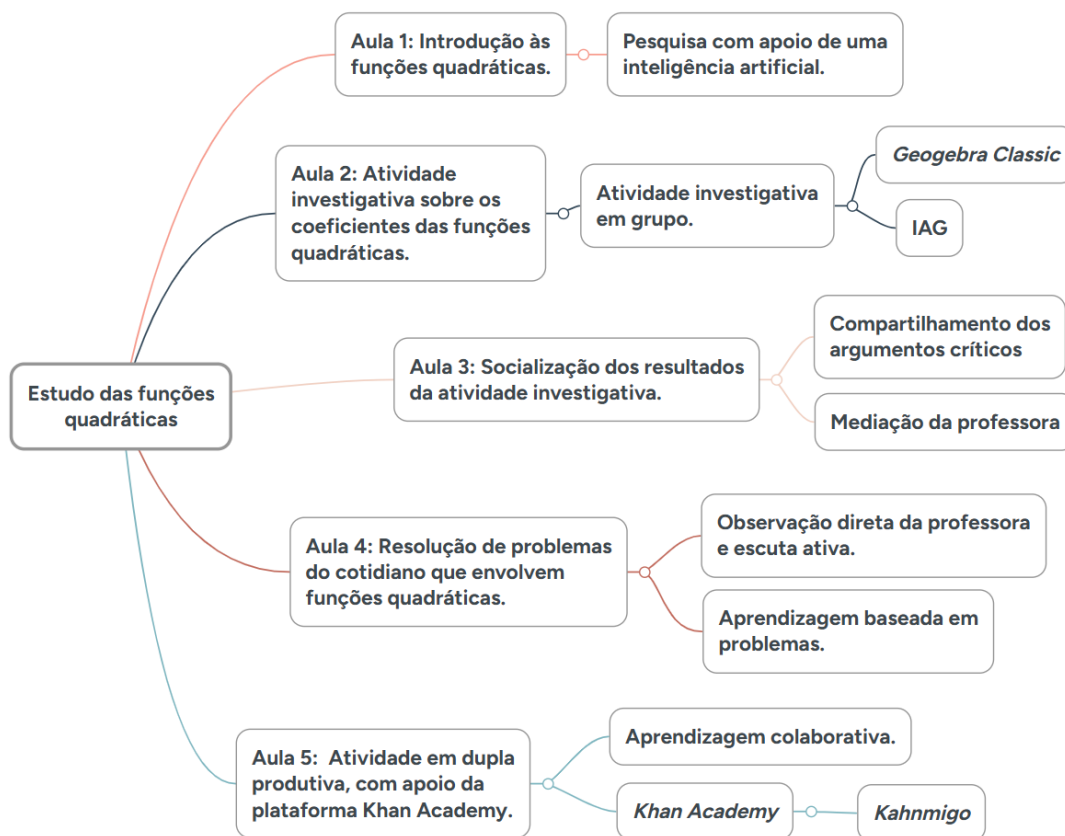 Aula 1: Introdução às
funções quadráticas.
Pesquisa com apoio de uma
inteligência artificial.
Aula 2: Atividade
investigativa sobre os
coeficientes das funções
quadráticas.
Atividade investigativa
em grupo.
Geogebra Classic
IAG
Estudo das funções
quadráticas
Aula 3: Socialização dos resultados
da atividade investigativa.
Compartilhamento dos
argumentos críticos
Mediação da professora
Aula 4: Resolução de problemas
do cotidiano que envolvem
funções quadráticas.
Observação direta da professora
e escuta ativa.
Aprendizagem baseada em
problemas.
Aula 5: Atividade em dupla
produtiva, com apoio da
plataforma Khan Academy.
Aprendizagem colaborativa.
Khan Academy
Kahnmigo